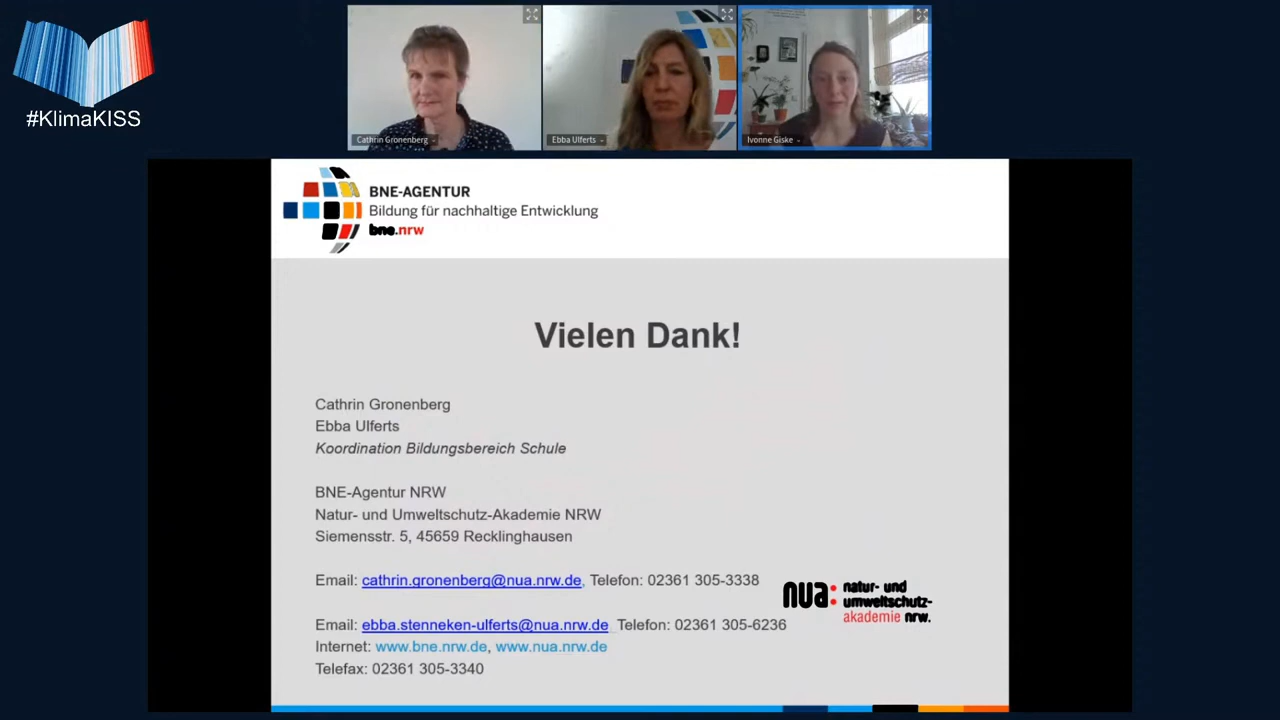 #KlimaKISS
Cathrin Gronenberg
Ebba Ulferts
Ivonne Giske
BNE-AGENTUR
Bildung für nachhaltige Entwicklung
bne.nrw
Vielen Dank!
Cathrin Gronenberg
Ebba Ulferts
Koordination Bildungsbereich Schule
BNE-Agentur NRW
Natur- und Umweltschutz-Akademie NRW
Siemensstr. 5, 45659 Recklinghausen
Email: cathrin.gronenberg@nua.nrw.de, Telefon: 02361 305-3338
Email: ebba.stenneken-ulferts@nua.nrw.de Telefon: 02361 305-6236
Internet: www.bne.nrw.de, www.nua.nrw.de
Telefax: 02361 305-3340
nua: natur- und
umweltschutz-
akademie nrw.